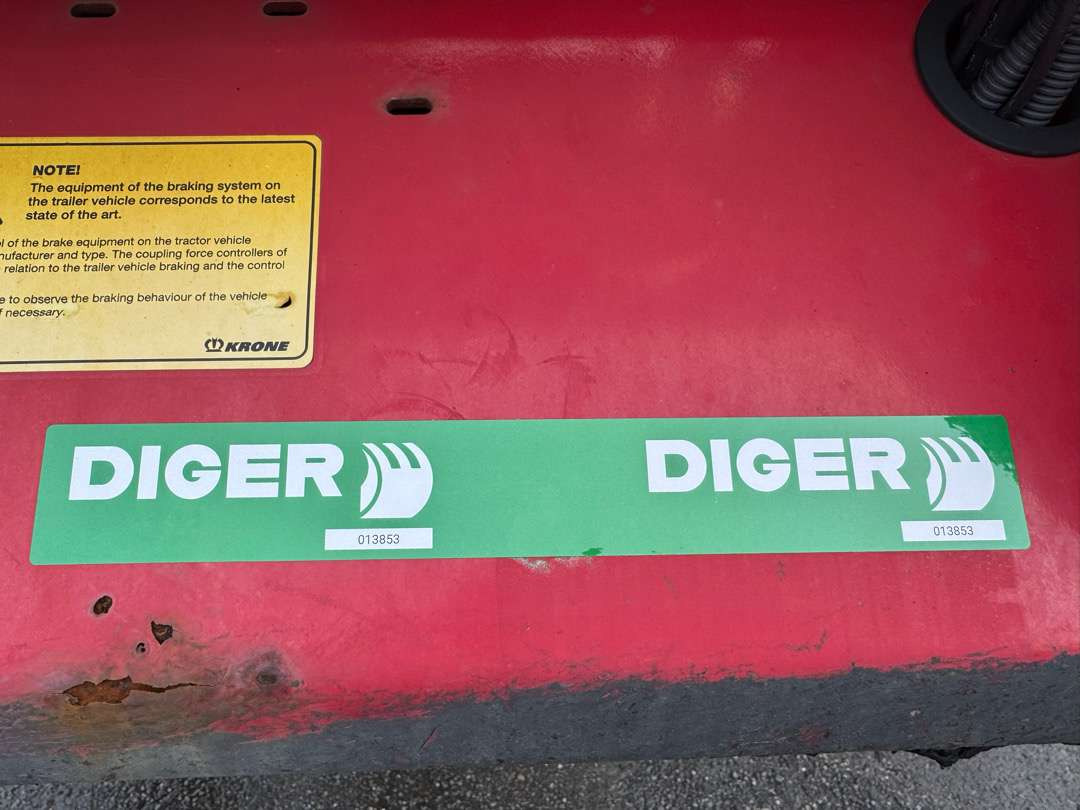 NOTE!
The equipment of the braking system on
the trailer vehicle corresponds to the latest
state of the art.
of the brake equipment on the tractor vehicle
and type. The coupling force controllers of
relation to the trailer vehicle braking and the control
to observe the braking behaviour of the vehicle
necessary.
KRONE
DIGER DIGER
013853 013853